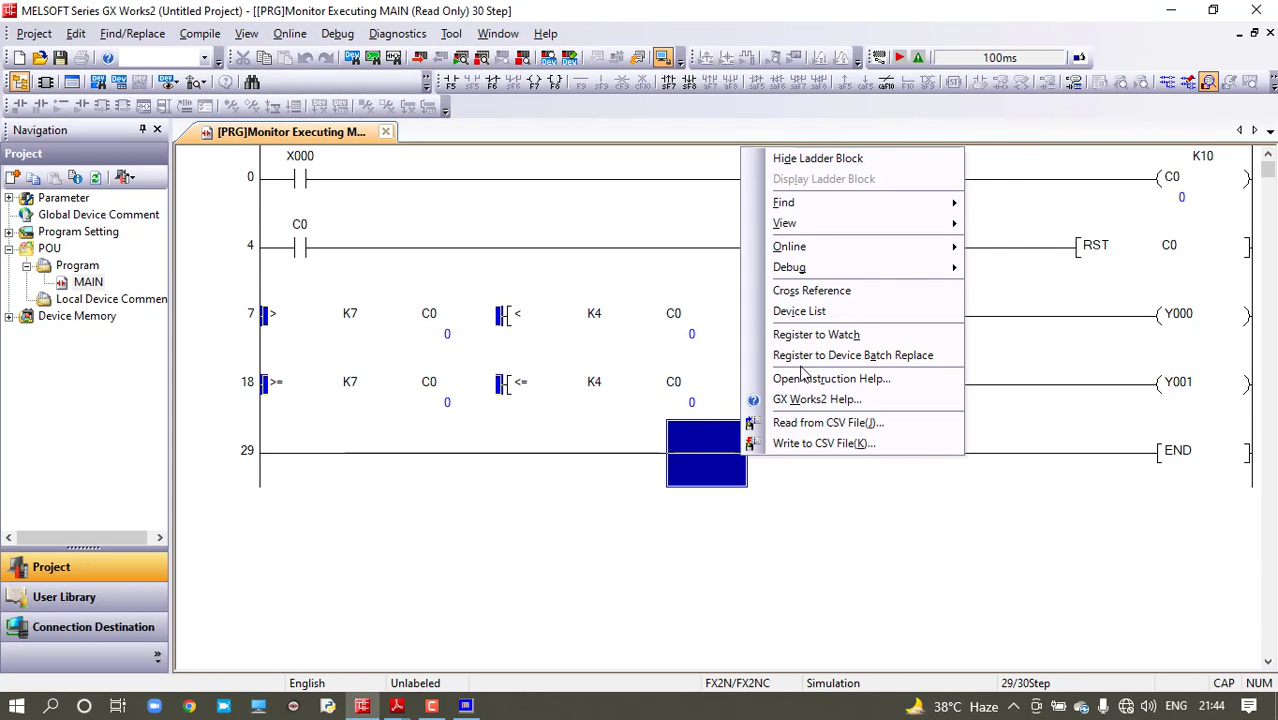 MELSOFT Series GX Works2 (Untitled Project) - [[PRG]Monitor Executing MAIN (Read Only) 30 Step]
Project Edit Find/Replace Compile View Online Debug Diagnostics Tool Window Help
100ms
Navigation
[PRG]Monitor Executing M...
Project
Parameter
Global Device Comment
Program Setting
POU
Program
MAIN
Local Device Commen
Device Memory
Project
User Library
Connection Destination
X000 K10
0 C0
0
C0
4 RST C0
7 > K7 C0 < K4 C0 Y000
0 0
18 >= K7 C0 <= K4 C0 Y001
0 0
29 END
Hide Ladder Block
Display Ladder Block
Find
View
Online
Debug
Cross Reference
Device List
Register to Watch
Register to Device Batch Replace
Open Instruction Help...
GX Works2 Help...
Read from CSV File(J)...
Write to CSV File(K)...
English Unlabeled FX2N/FX2NC Simulation 29/30Step CAP NUM
38°C Haze ENG 21:44